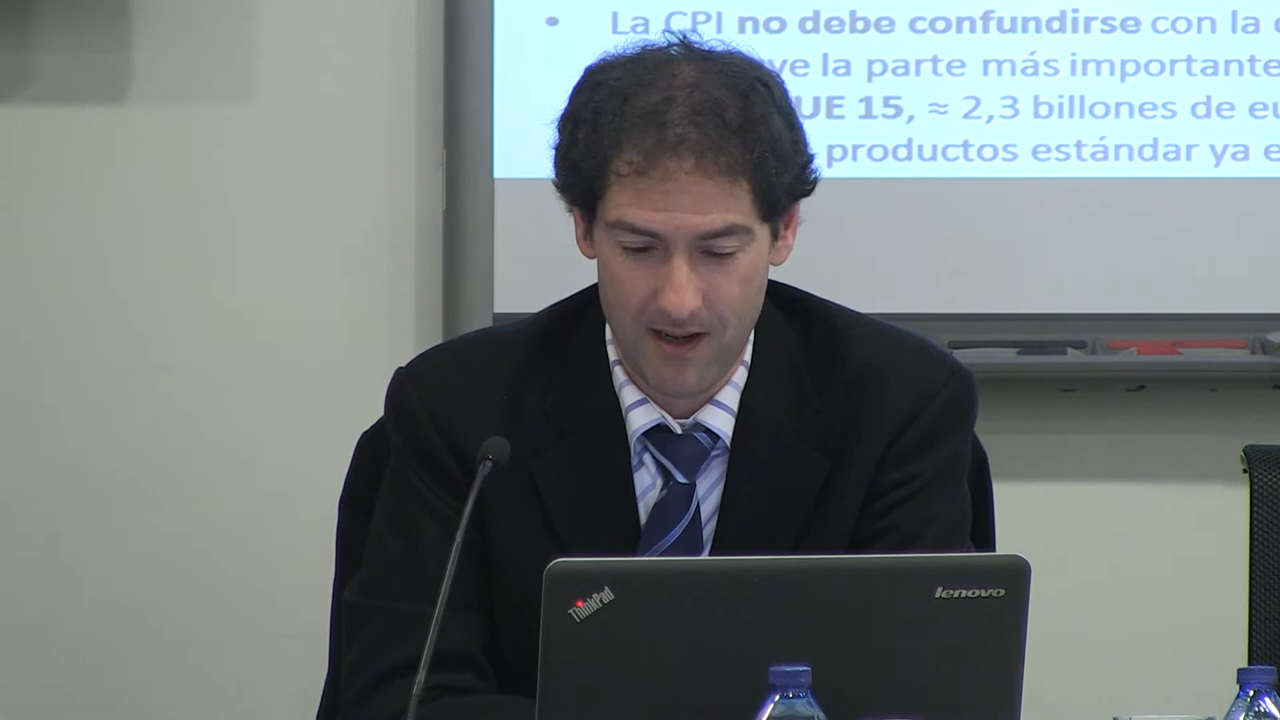 • La CPI no debe confundirse con la
ye la parte más importante
UE 15, ≈ 2,3 billones de
productos estándar ya
ThinkPad
lenovo